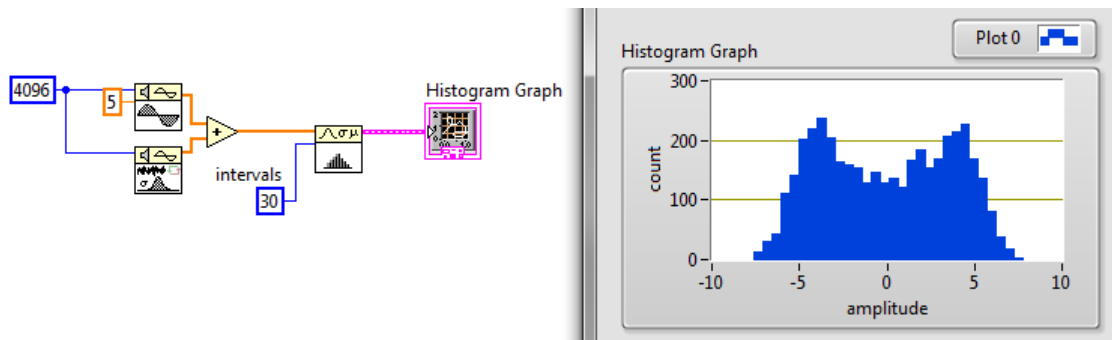 4096
5
intervals
30
Histogram Graph
σ μ
σ
Histogram Graph
Plot 0
300
200
100
0
count
-10 -5 0 5 10
amplitude